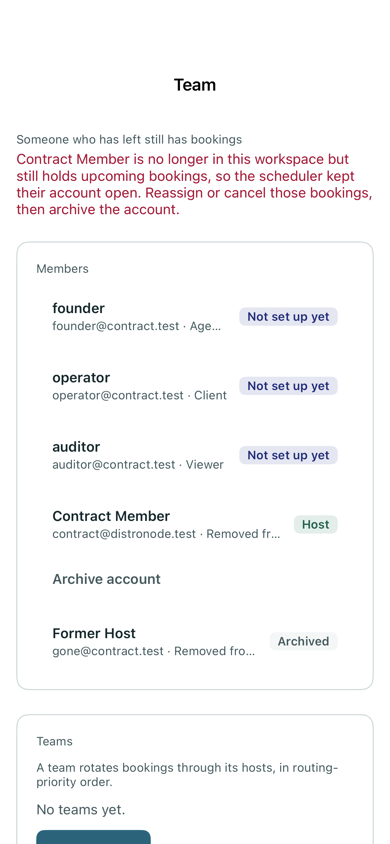 Team
Someone who has left still has bookings
Contract Member is no longer in this workspace but
still holds upcoming bookings, so the scheduler kept
their account open. Reassign or cancel those bookings,
then archive the account.
Members
founder
founder@contract.test · Age...
Not set up yet
operator
operator@contract.test · Client
Not set up yet
auditor
auditor@contract.test · Viewer
Not set up yet
Contract Member
contract@distronode.test · Removed fr...
Host
Archive account
Former Host
gone@contract.test · Removed fro...
Archived
Teams
A team rotates bookings through its hosts, in routing-
priority order.
No teams yet.